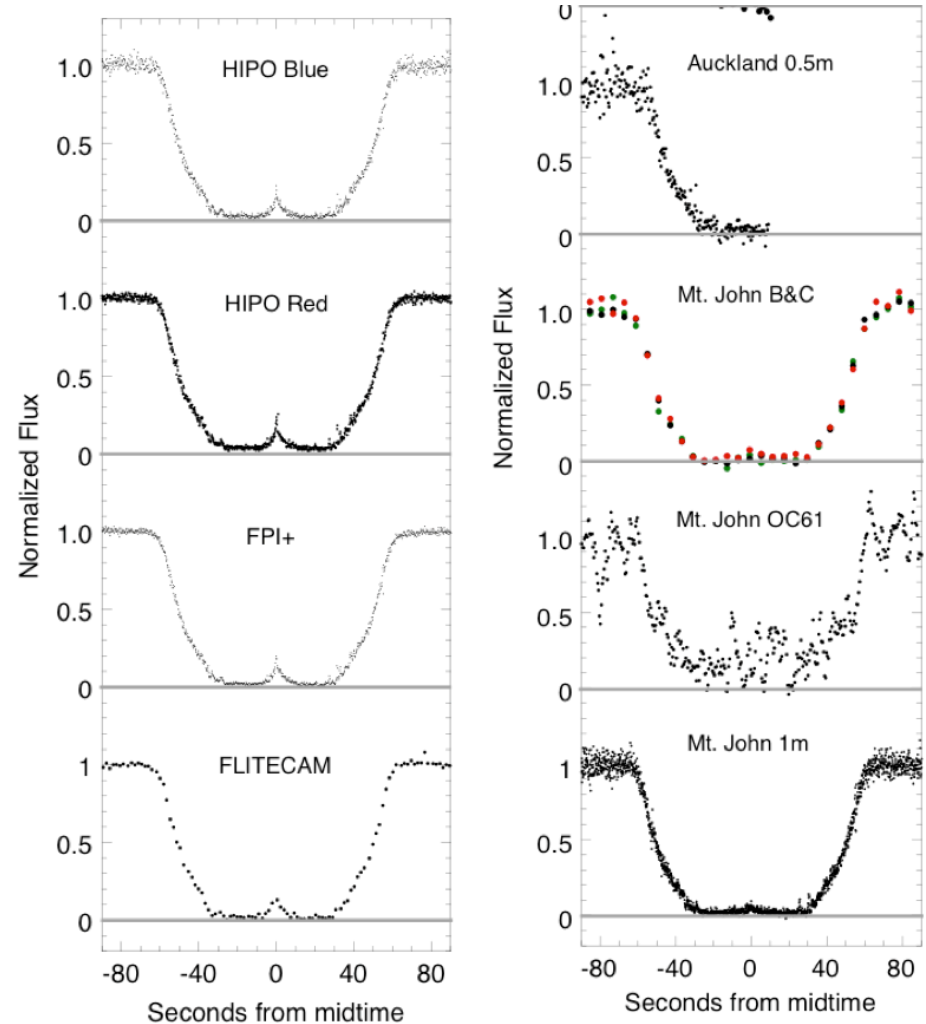 HIPO Blue
1.0
0.5
0
HIPO Red
1.0
0.5
0
FPI+
1.0
0.5
0
FLITECAM
1
0.5
0
-80 -40 0 40 80
Seconds from midtime
Normalized Flux
0
Auckland 0.5m
1.0
0.5
0
Mt. John B&C
1.0
0.5
0
Mt. John OC61
1.0
0.5
0
Mt. John 1m
1
0.5
0
-80 -40 0 40 80
Seconds from midtime
Normalized Flux